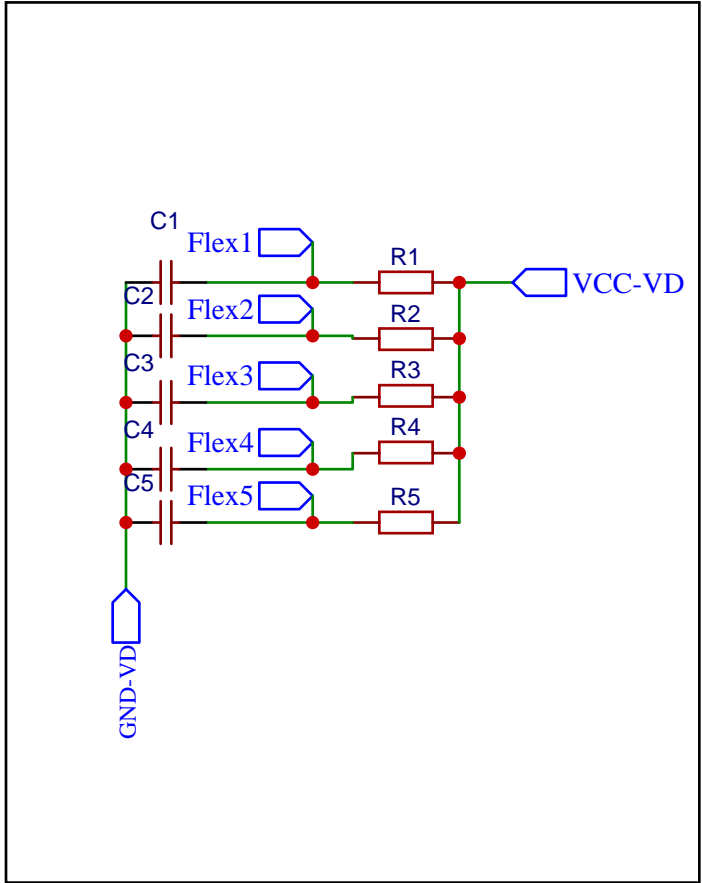 C1
Flex1
R1
VCC-VD
C2
Flex2
R2
C3
Flex3
R3
C4
Flex4
R4
C5
Flex5
R5
GND-VD